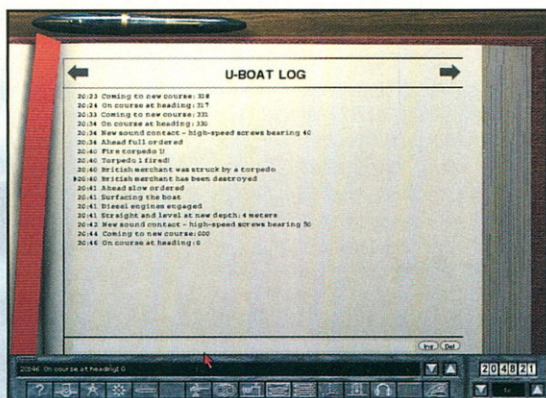 U-BOAT LOG
20:23 Coming to new course: 318
20:24 On course at heading: 317
20:33 Coming to new course: 331
20:34 On course at heading: 330
20:34 New sound contact - high-speed screws bearing 40
20:34 Ahead full ordered
20:40 Fire torpedo 1!
20:40 Torpedo 1 fired!
20:40 British merchant was struck by a torpedo
20:40 British merchant has been destroyed
20:41 Ahead slow ordered
20:41 Surfacing the boat
20:41 Diesel engines engaged
20:41 Straight and level at new depth: 4 meters
20:42 New sound contact - high-speed screws bearing 50
20:44 Coming to new course: 000
20:46 On course at heading: 0
Ins Del
20:46 On course at heading: 0
204821
?